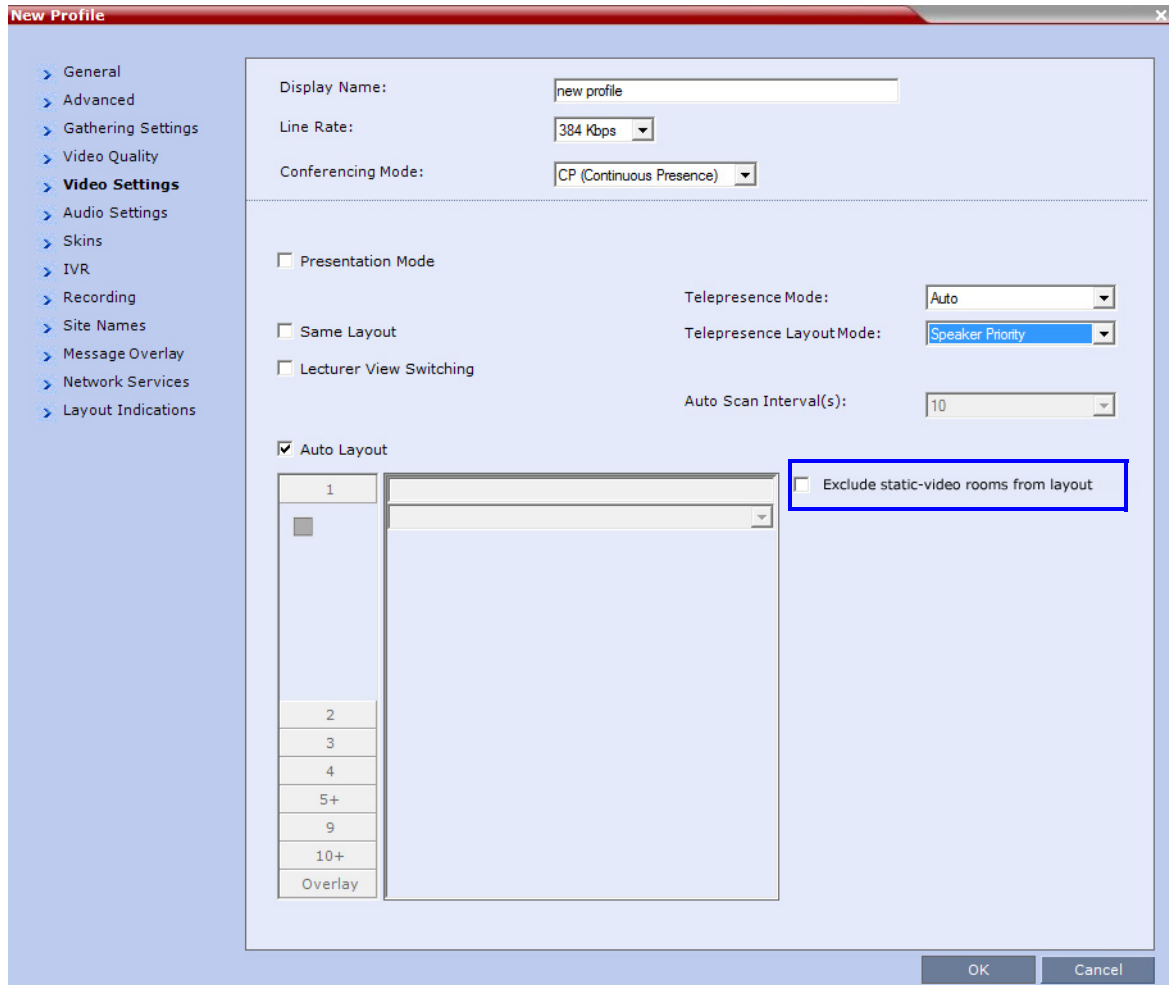 New Profile
General
Advanced
Gathering Settings
Video Quality
Video Settings
Audio Settings
Skins
IVR
Recording
Site Names
Message Overlay
Network Services
Layout Indications
Display Name: new profile
Line Rate: 384 Kbps
Conferencing Mode: CP (Continuous Presence)
Presentation Mode
Telepresence Mode: Auto
Same Layout
Telepresence Layout Mode: Speaker Priority
Lecturer View Switching
Auto Scan Interval(s): 10
Auto Layout
1
Exclude static-video rooms from layout
2
3
4
5+
9
10+
Overlay
OK Cancel